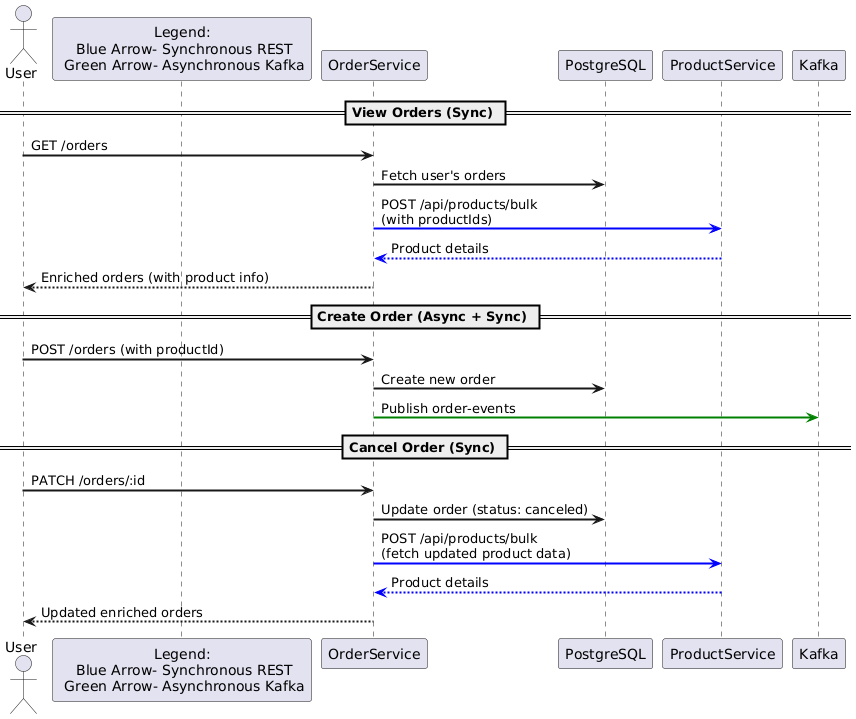 Legend:
Blue Arrow- Synchronous REST
Green Arrow- Asynchronous Kafka
User
OrderService
PostgreSQL
ProductService
Kafka
View Orders (Sync)
GET /orders
Fetch user's orders
POST /api/products/bulk
(with productIds)
Product details
Enriched orders (with product info)
Create Order (Async + Sync)
POST /orders (with productId)
Create new order
Publish order-events
Cancel Order (Sync)
PATCH /orders/:id
Update order (status: canceled)
POST /api/products/bulk
(fetch updated product data)
Product details
Updated enriched orders
User
Legend:
Blue Arrow- Synchronous REST
Green Arrow- Asynchronous Kafka
OrderService
PostgreSQL
ProductService
Kafka